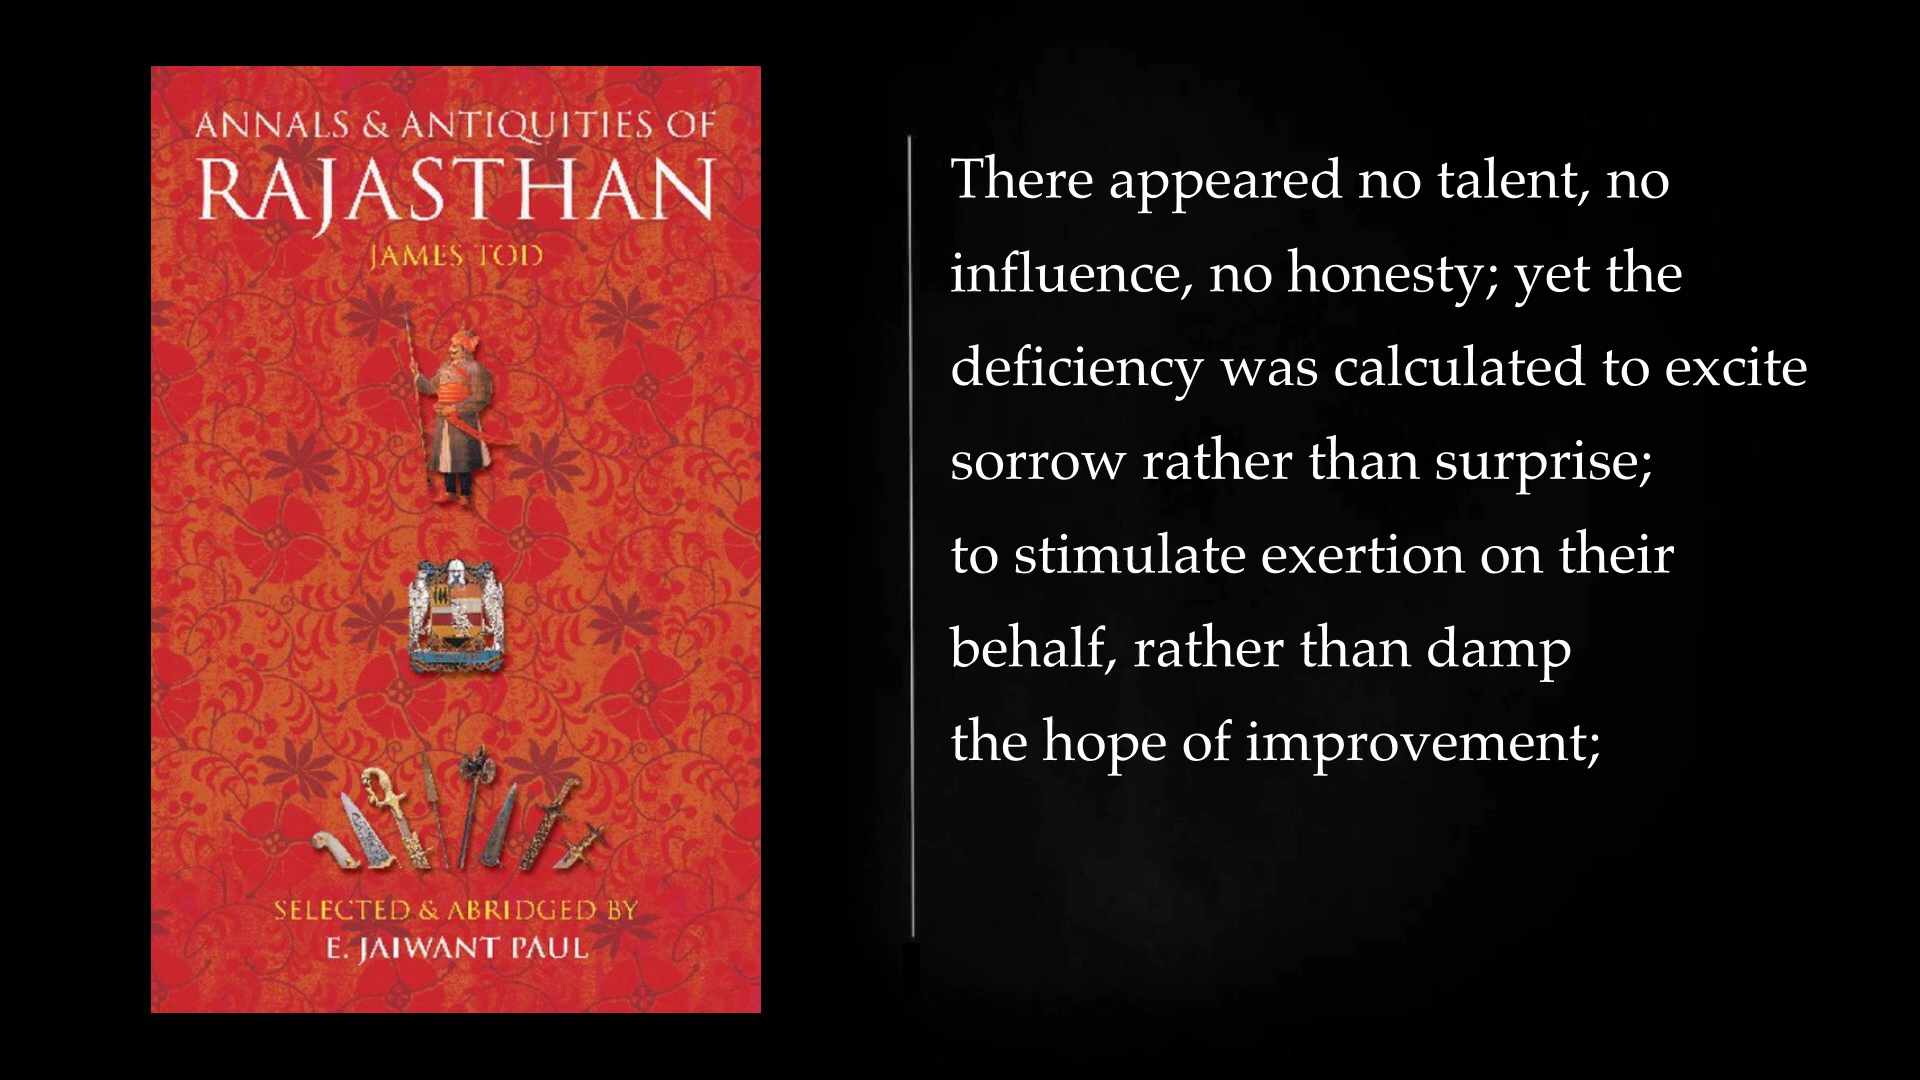 ANNALS & ANTIQUITIES OF
RAJASTHAN
JAMES TOD
SELECTED & ABRIDGED BY
E. JAIWANT PAUL
There appeared no talent, no
influence, no honesty; yet the
deficiency was calculated to excite
sorrow rather than surprise;
to stimulate exertion on their
behalf, rather than damp
the hope of improvement;